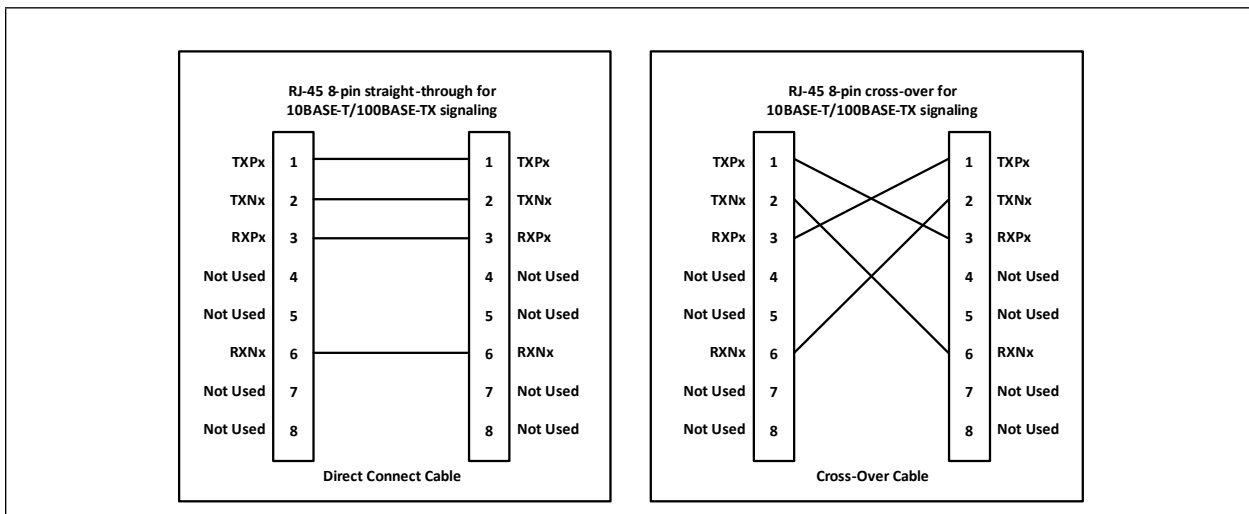 RJ-45 8-pin straight-through for
10BASE-T/100BASE-TX signaling
TXPx 1 1 TXPx
TXNx 2 2 TXNx
RXPx 3 3 RXPx
Not Used 4 4 Not Used
Not Used 5 5 Not Used
RXNx 6 6 RXNx
Not Used 7 7 Not Used
Not Used 8 8 Not Used
Direct Connect Cable
RJ-45 8-pin cross-over for
10BASE-T/100BASE-TX signaling
TXPx 1 1 TXPx
TXNx 2 2 TXNx
RXPx 3 3 RXPx
Not Used 4 4 Not Used
Not Used 5 5 Not Used
RXNx 6 6 RXNx
Not Used 7 7 Not Used
Not Used 8 8 Not Used
Cross-Over Cable